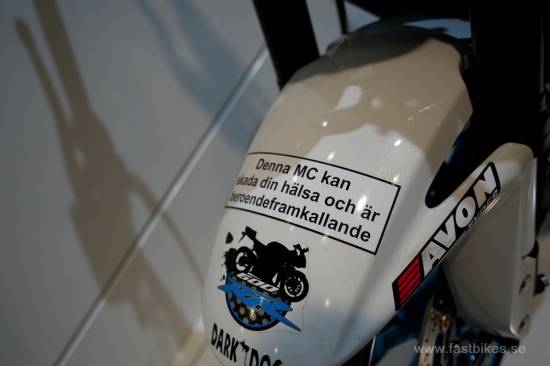 Denna MC kan
skada din hälsa och är
beroendeframkallande
AVON
600
DARK DOG
www.fastbikes.se